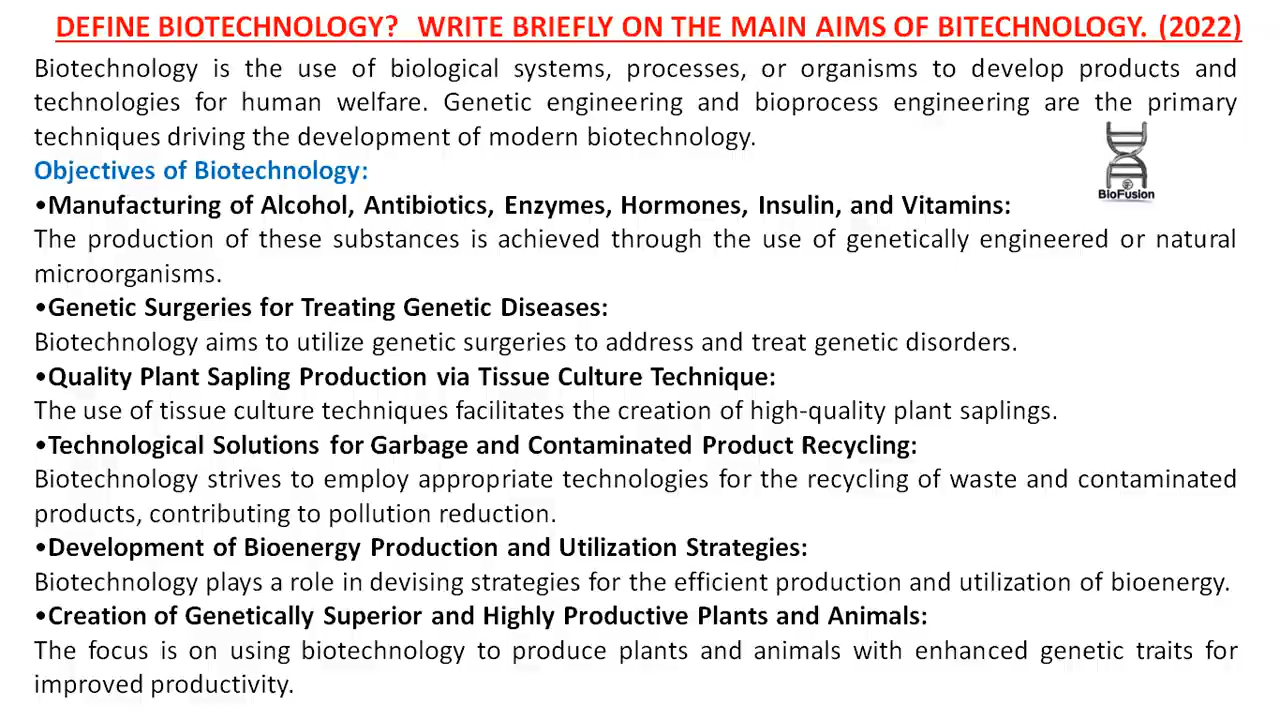 DEFINE BIOTECHNOLOGY? WRITE BRIEFLY ON THE MAIN AIMS OF BITECHNOLOGY. (2022)
Biotechnology is the use of biological systems, processes, or organisms to develop products and
technologies for human welfare. Genetic engineering and bioprocess engineering are the primary
techniques driving the development of modern biotechnology.
Objectives of Biotechnology:
BioFusion
•Manufacturing of Alcohol, Antibiotics, Enzymes, Hormones, Insulin, and Vitamins:
The production of these substances is achieved through the use of genetically engineered or natural
microorganisms.
•Genetic Surgeries for Treating Genetic Diseases:
Biotechnology aims to utilize genetic surgeries to address and treat genetic disorders.
•Quality Plant Sapling Production via Tissue Culture Technique:
The use of tissue culture techniques facilitates the creation of high-quality plant saplings.
•Technological Solutions for Garbage and Contaminated Product Recycling:
Biotechnology strives to employ appropriate technologies for the recycling of waste and contaminated
products, contributing to pollution reduction.
•Development of Bioenergy Production and Utilization Strategies:
Biotechnology plays a role in devising strategies for the efficient production and utilization of bioenergy.
•Creation of Genetically Superior and Highly Productive Plants and Animals:
The focus is on using biotechnology to produce plants and animals with enhanced genetic traits for
improved productivity.